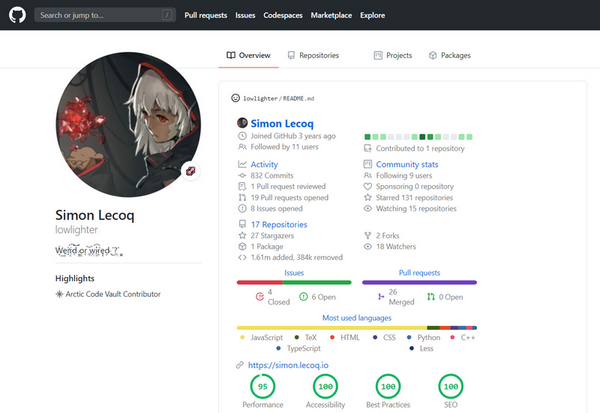 Search or jump to... /
Pull requests Issues Codespaces Marketplace Explore
Overview Repositories Projects Packages
Simon Lecoq
lowlighter
Weird or wired ?
Highlights
Arctic Code Vault Contributor
lowlighter/README.md
Simon Lecoq
Joined GitHub 3 years ago
Followed by 11 users
Contributed to 1 repository
Activity
832 Commits
1 Pull request reviewed
19 Pull requests opened
8 Issues opened
Community stats
Following 9 users
Sponsoring 0 repository
Starred 131 repositories
Watching 15 repositories
17 Repositories
27 Stargazers
1 Package
1.61m added, 384k removed
2 Forks
18 Watchers
Issues
4 Closed
6 Open
Pull requests
26 Merged
0 Open
Most used languages
JavaScript TeX HTML CSS Python C++
TypeScript Less
https://simon.lecoq.io
95 100 100 100
Performance Accessibility Best Practices SEO